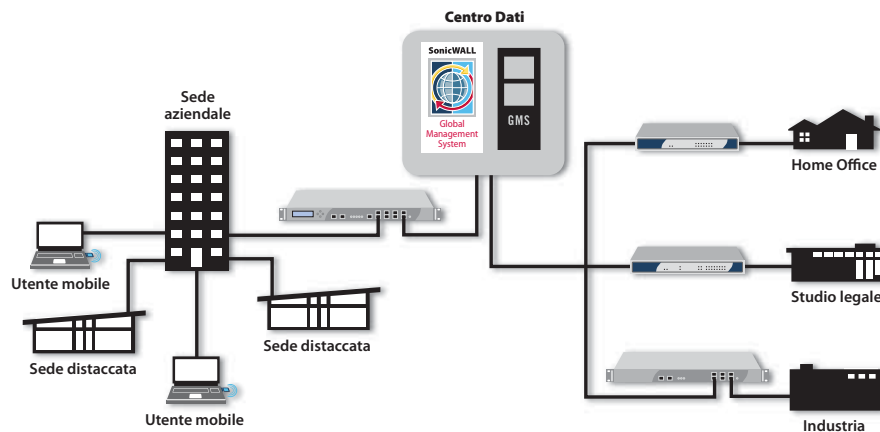 Centro Dati
SonicWALL
Global
Management
System
GMS
Sede
aziendale
Home Office
Utente mobile
Studio legale
Sede distaccata
Sede distaccata
Utente mobile
Industria